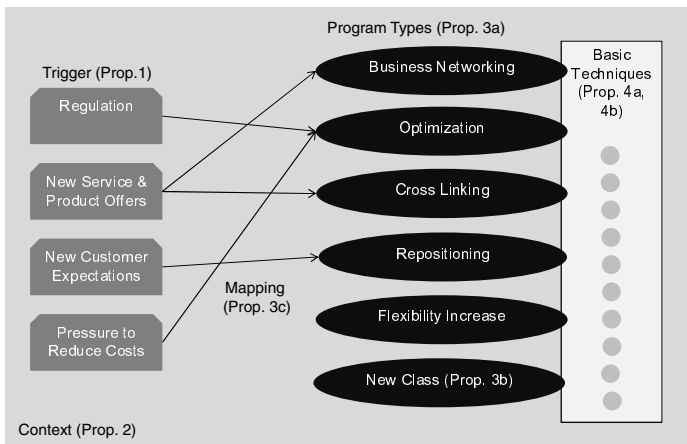 Program Types (Prop. 3a)
Trigger (Prop.1)
Regulation
New Service &
Product Offers
New Customer
Expectations
Pressure to
Reduce Costs
Mapping
(Prop. 3c)
Business Networking
Optimization
Cross Linking
Repositioning
Flexibility Increase
New Class (Prop. 3b)
Basic
Techniques
(Prop. 4a,
4b)
Context (Prop. 2)